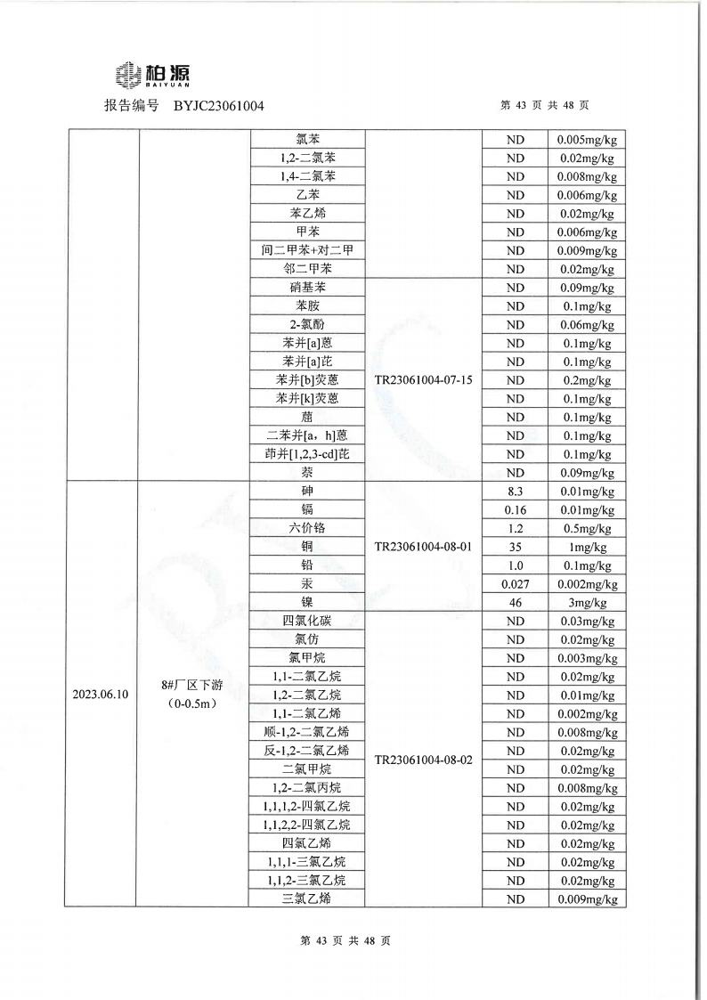 柏源
BAIYUAN
报告编号 BYJC23061004 第 43 页 共 48 页
氯苯 ND 0.005mg/kg
1,2-二氯苯 ND 0.02mg/kg
1,4-二氯苯 ND 0.008mg/kg
乙苯 ND 0.006mg/kg
苯乙烯 ND 0.02mg/kg
甲苯 ND 0.006mg/kg
间二甲苯+对二甲 ND 0.009mg/kg
邻二甲苯 ND 0.02mg/kg
硝基苯 ND 0.09mg/kg
苯胺 ND 0.1mg/kg
2-氯酚 ND 0.06mg/kg
苯并[a]蒽 ND 0.1mg/kg
苯并[a]芘 ND 0.1mg/kg
苯并[b]荧蒽 TR23061004-07-15 ND 0.2mg/kg
苯并[k]荧蒽 ND 0.1mg/kg
䓛 ND 0.1mg/kg
二苯并[a，h]蒽 ND 0.1mg/kg
茚并[1,2,3-cd]芘 ND 0.1mg/kg
萘 ND 0.09mg/kg
砷 8.3 0.01mg/kg
镉 0.16 0.01mg/kg
六价铬 1.2 0.5mg/kg
铜 TR23061004-08-01 35 1mg/kg
铅 1.0 0.1mg/kg
汞 0.027 0.002mg/kg
镍 46 3mg/kg
四氯化碳 ND 0.03mg/kg
氯仿 ND 0.02mg/kg
氯甲烷 ND 0.003mg/kg
1,1-二氯乙烷 ND 0.02mg/kg
2023.06.10 8#厂区下游 1,2-二氯乙烷 ND 0.01mg/kg
（0-0.5m） 1,1-二氯乙烯 ND 0.002mg/kg
顺-1,2-二氯乙烯 ND 0.008mg/kg
反-1,2-二氯乙烯 ND 0.02mg/kg
TR23061004-08-02
二氯甲烷 ND 0.02mg/kg
1,2-二氯丙烷 ND 0.008mg/kg
1,1,1,2-四氯乙烷 ND 0.02mg/kg
1,1,2,2-四氯乙烷 ND 0.02mg/kg
四氯乙烯 ND 0.02mg/kg
1,1,1-三氯乙烷 ND 0.02mg/kg
1,1,2-三氯乙烷 ND 0.02mg/kg
三氯乙烯 ND 0.009mg/kg
第 43 页 共 48 页